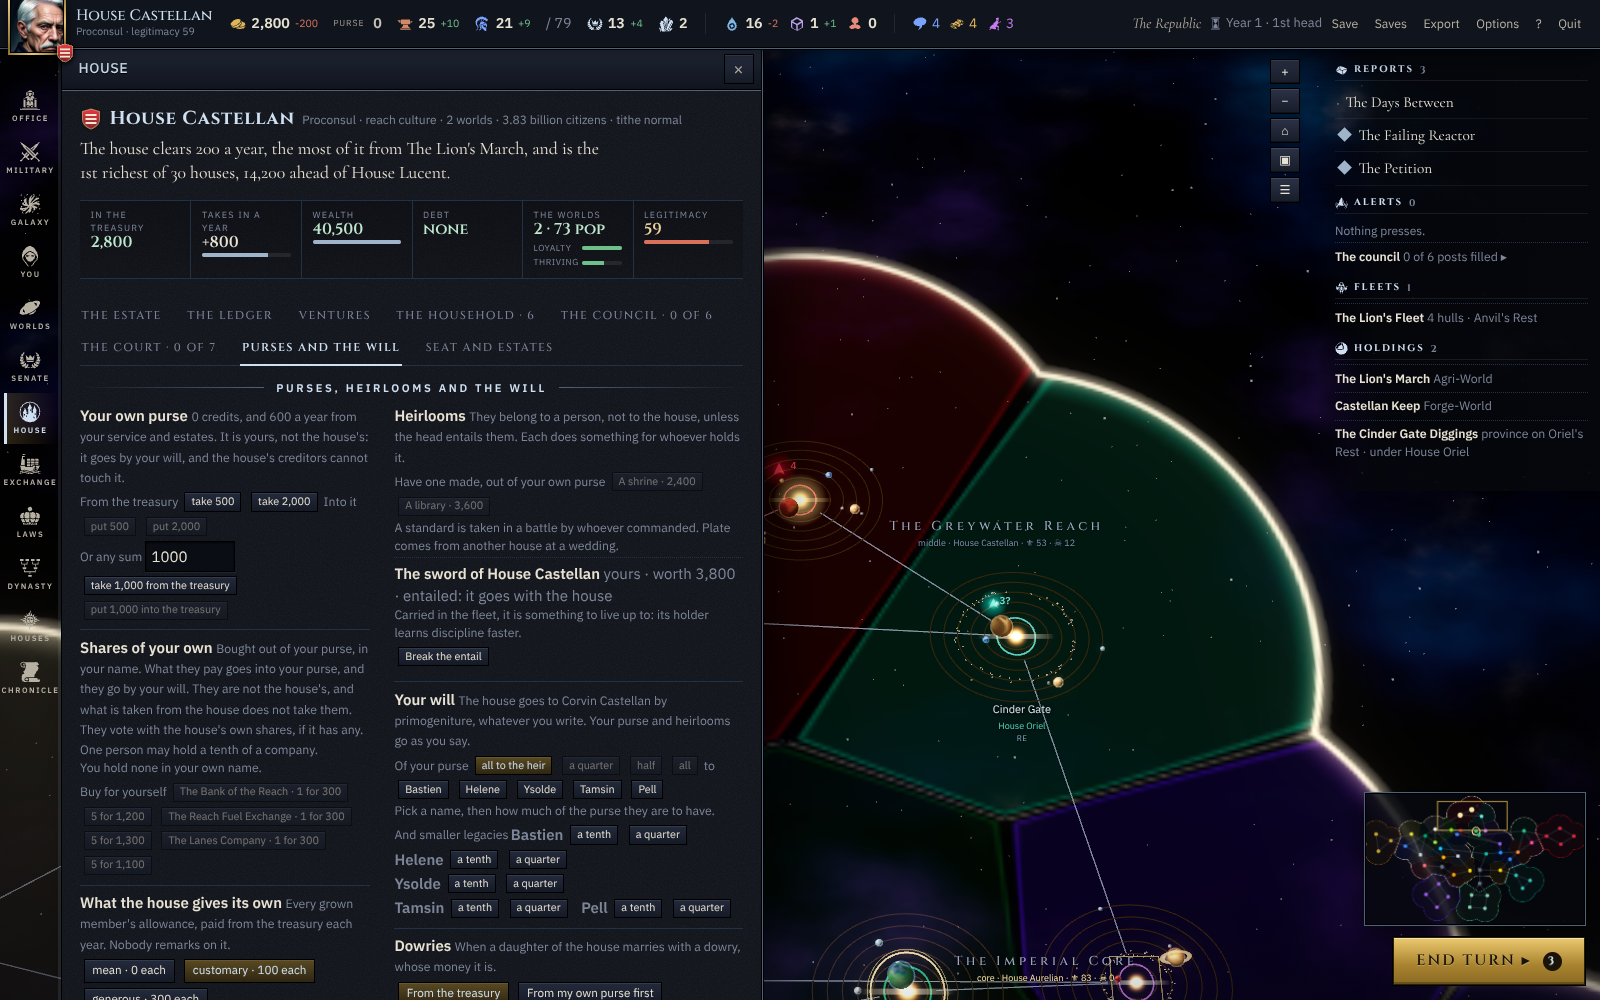 HOUSE CASTELLAN
Proconsul · legitimacy 59
2,800 -200 PURSE 0 25 +10 21 +9 / 79 13 +4 2 16 -2 1 +1 0 4 4 3
The Republic Year 1 · 1st head Save Saves Export Options ? Quit
OFFICE
MILITARY
GALAXY
YOU
WORLDS
SENATE
HOUSE
EXCHANGE
LAWS
DYNASTY
HOUSES
CHRONICLE
HOUSE ×
HOUSE CASTELLAN Proconsul · reach culture · 2 worlds · 3.83 billion citizens · tithe normal
The house clears 200 a year, the most of it from The Lion's March, and is the
1st richest of 30 houses, 14,200 ahead of House Lucent.
IN THE TREASURY
2,800
TAKES IN A YEAR
+800
WEALTH
40,500
DEBT
NONE
THE WORLDS
2 · 73 POP
LOYALTY
THRIVING
LEGITIMACY
59
THE ESTATE THE LEDGER VENTURES THE HOUSEHOLD · 6 THE COUNCIL · 0 OF 6
THE COURT · 0 OF 7 PURSES AND THE WILL SEAT AND ESTATES
PURSES, HEIRLOOMS AND THE WILL
Your own purse 0 credits, and 600 a year from
your service and estates. It is yours, not the house's:
it goes by your will, and the house's creditors cannot
touch it.
From the treasury take 500 take 2,000 Into it
put 500 put 2,000
Or any sum 1000
take 1,000 from the treasury
put 1,000 into the treasury
Shares of your own Bought out of your purse, in
your name. What they pay goes into your purse, and
they go by your will. They are not the house's, and
what is taken from the house does not take them.
They vote with the house's own shares, if it has any.
One person may hold a tenth of a company.
You hold none in your own name.
Buy for yourself The Bank of the Reach · 1 for 300
5 for 1,200 The Reach Fuel Exchange · 1 for 300
5 for 1,300 The Lanes Company · 1 for 300
5 for 1,100
What the house gives its own Every grown
member's allowance, paid from the treasury each
year. Nobody remarks on it.
mean · 0 each customary · 100 each
generous · 300 each
Heirlooms They belong to a person, not to the house, unless
the head entails them. Each does something for whoever holds
it.
Have one made, out of your own purse A shrine · 2,400
A library · 3,600
A standard is taken in a battle by whoever commanded. Plate
comes from another house at a wedding.
The sword of House Castellan yours · worth 3,800
· entailed: it goes with the house
Carried in the fleet, it is something to live up to: its holder
learns discipline faster.
Break the entail
Your will The house goes to Corvin Castellan by
primogeniture, whatever you write. Your purse and heirlooms
go as you say.
Of your purse all to the heir a quarter half all to
Bastien Helene Ysolde Tamsin Pell
Pick a name, then how much of the purse they are to have.
And smaller legacies Bastien a tenth a quarter
Helene a tenth a quarter
Ysolde a tenth a quarter
Tamsin a tenth a quarter Pell a tenth a quarter
Dowries When a daughter of the house marries with a dowry,
whose money it is.
From the treasury From my own purse first
4
THE GREYWATER REACH
middle · House Castellan · 53 · 12
3?
Cinder Gate
House Oriel
RE
THE IMPERIAL CORE
core · House Aurelian · 83 · 0
+
−
REPORTS 3
The Days Between
The Failing Reactor
The Petition
ALERTS 0
Nothing presses.
The council 0 of 6 posts filled ▸
FLEETS 1
The Lion's Fleet 4 hulls · Anvil's Rest
HOLDINGS 2
The Lion's March Agri-World
Castellan Keep Forge-World
The Cinder Gate Diggings province on Oriel's
Rest · under House Oriel
END TURN ▸ 3